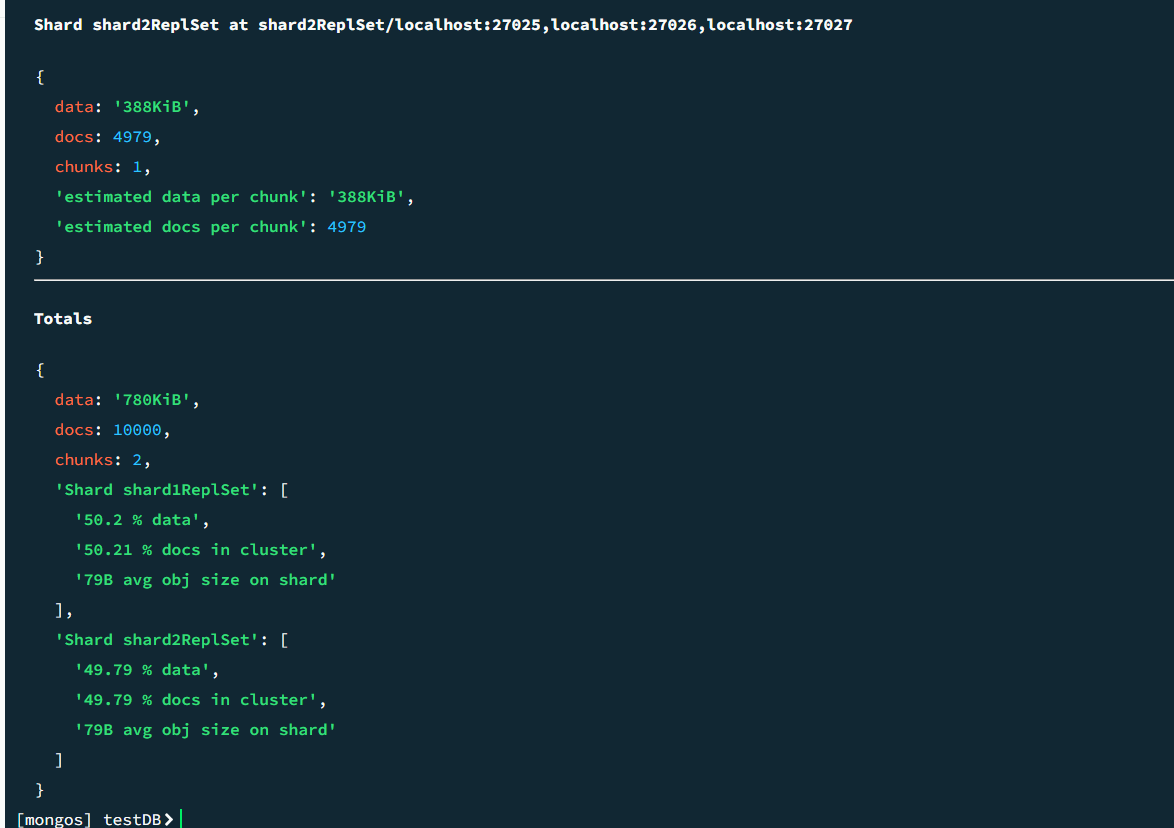 Shard shard2ReplSet at shard2ReplSet/localhost:27025,localhost:27026,localhost:27027
{
data: '388KiB',
docs: 4979,
chunks: 1,
'estimated data per chunk': '388KiB',
'estimated docs per chunk': 4979
}
Totals
{
data: '780KiB',
docs: 10000,
chunks: 2,
'Shard shard1ReplSet': [
'50.2 % data',
'50.21 % docs in cluster',
'79B avg obj size on shard'
],
'Shard shard2ReplSet': [
'49.79 % data',
'49.79 % docs in cluster',
'79B avg obj size on shard'
]
}
[mongos] testDB>